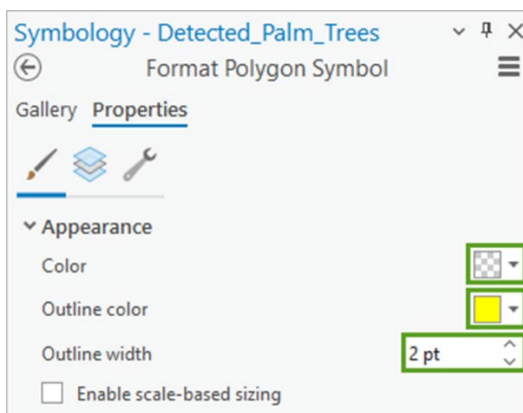 Symbology - Detected_Palm_Trees
Format Polygon Symbol
Gallery Properties
Appearance
Color
Outline color
Outline width 2 pt
Enable scale-based sizing